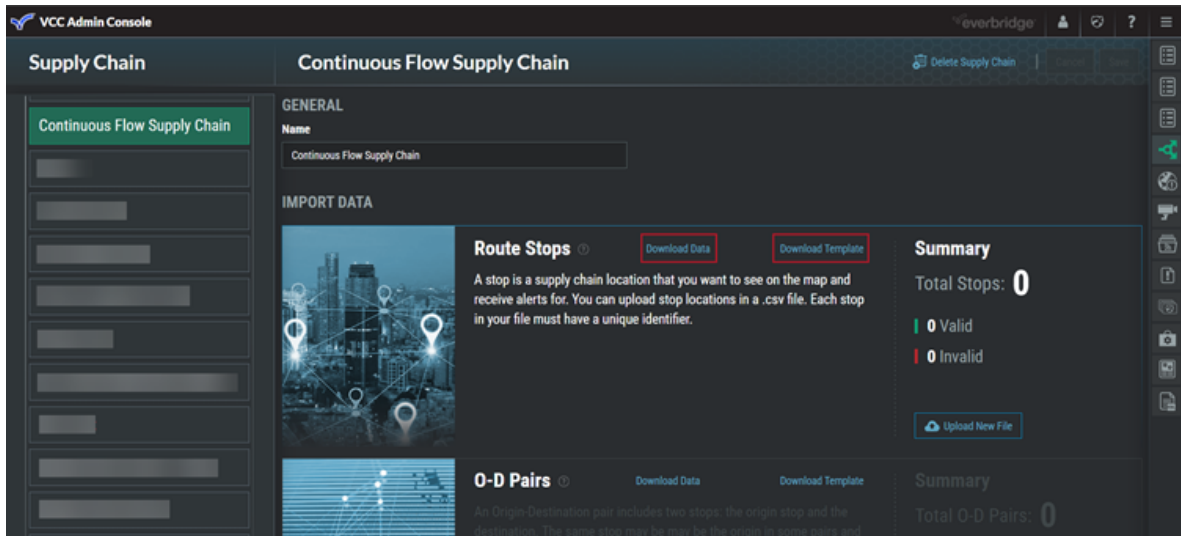 VCC Admin Console
everbridge
?
Supply Chain
Continuous Flow Supply Chain
Delete Supply Chain
Cancel
Save
Continuous Flow Supply Chain
GENERAL
Name
Continuous Flow Supply Chain
IMPORT DATA
Route Stops
Download Data
Download Template
A stop is a supply chain location that you want to see on the map and
receive alerts for. You can upload stop locations in a .csv file. Each stop
in your file must have a unique identifier.
Summary
Total Stops: 0
0 Valid
0 Invalid
Upload New File
O-D Pairs
Download Data
Download Template
An Origin-Destination pair includes two stops: the origin stop and the
destination. The same stop may be may be the origin in some pairs and
Summary
Total O-D Pairs: 0